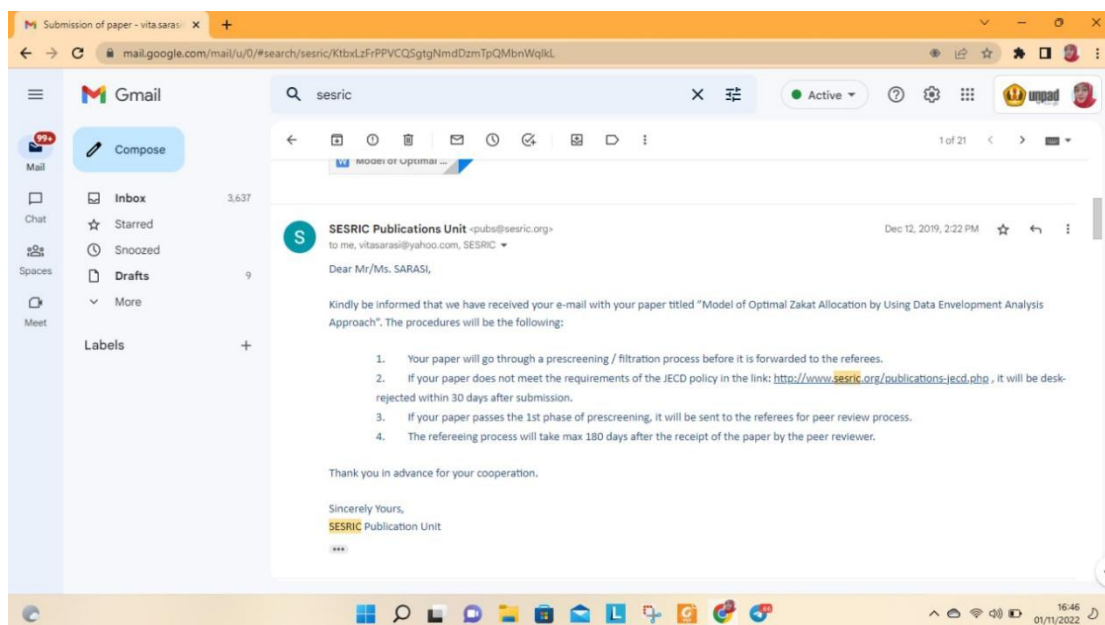 Submission of paper - vita.saras
mail.google.com/mail/u/0/#search/sesric/KtbxLzFrPPVCQSgtgNmdDzmTpQMbnWqlkL
Gmail
sesric
Active
unpad
99+
Mail
Compose
1 of 21
Model of Optimal ...
Inbox 3,637
Chat
Starred
Snoozed
Spaces
Drafts 9
More
Meet
Labels
S
SESRIC Publications Unit <pubs@sesric.org>
Dec 12, 2019, 2:22 PM
to me, vitasarasi@yahoo.com, SESRIC
Dear Mr/Ms. SARASI,
Kindly be informed that we have received your e-mail with your paper titled "Model of Optimal Zakat Allocation by Using Data Envelopment Analysis
Approach". The procedures will be the following:
1. Your paper will go through a prescreening / filtration process before it is forwarded to the referees.
2. If your paper does not meet the requirements of the JECD policy in the link: http://www.sesric.org/publications-jecd.php , it will be desk-
rejected within 30 days after submission.
3. If your paper passes the 1st phase of prescreening, it will be sent to the referees for peer review process.
4. The refereeing process will take max 180 days after the receipt of the paper by the peer reviewer.
Thank you in advance for your cooperation.
Sincerely Yours,
SESRIC Publication Unit
16:46
01/11/2022